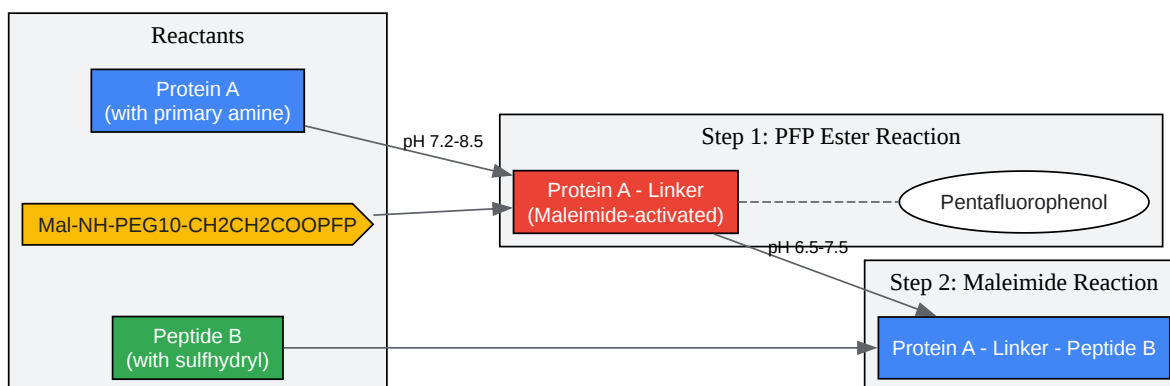 Reactants
Protein A
(with primary amine)
pH 7.2-8.5
Mal-NH-PEG10-CH2CH2COOPFP
Peptide B
(with sulfhydryl)
Step 1: PFP Ester Reaction
Protein A - Linker
(Maleimide-activated)
Pentafluorophenol
pH 6.5-7.5
Step 2: Maleimide Reaction
Protein A - Linker - Peptide B